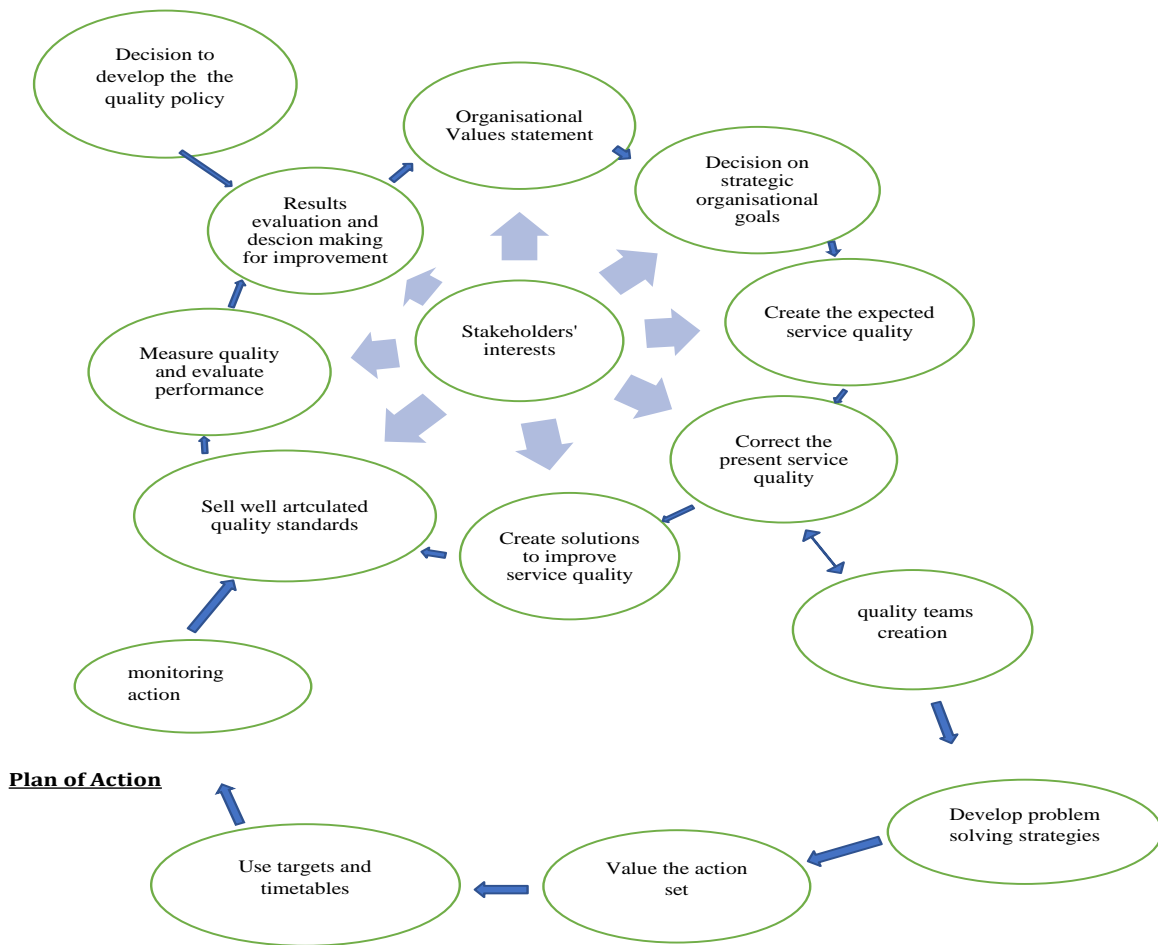 Decision to
develop the  the
quality policy
Organisational
Values statement
Decision on
strategic
organisational
goals
Results
evaluation and
descion making
for improvement
Create the expected
service quality
Stakeholders'
interests
Measure quality
and evaluate
performance
Correct the
present service
quality
Sell well artculated
quality standards
Create solutions
to improve
service quality
quality teams
creation
monitoring
action
Plan of Action
Develop problem
solving strategies
Value the action
set
Use targets and
timetables